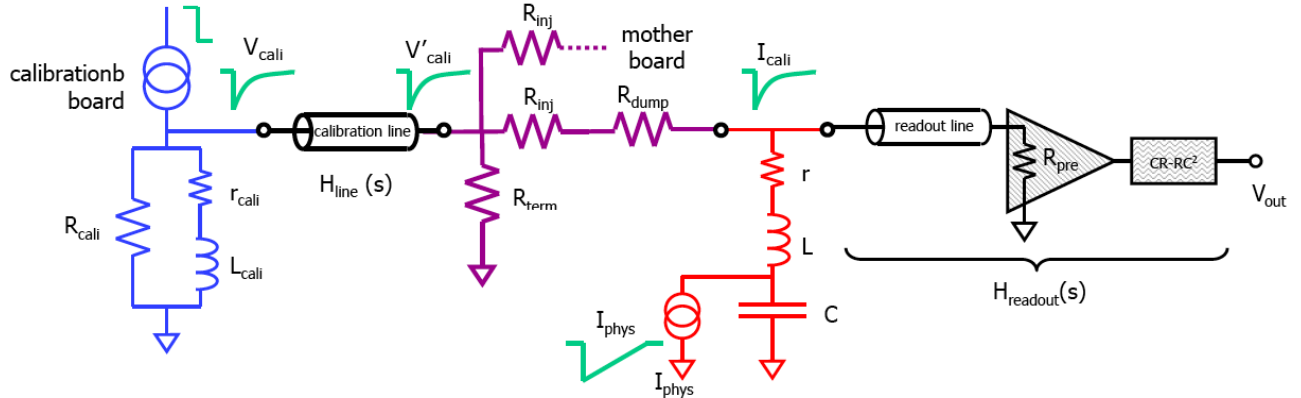 calibrationb
board
V_cali
V'_cali
R_inj
mother
board
R_inj
R_dump
I_cali
calibration line
readout line
R_pre
CR-RC²
V_out
H_line (s)
R_term
R_cali
r_cali
L_cali
r
L
C
I_phys
I_phys
H_readout(s)